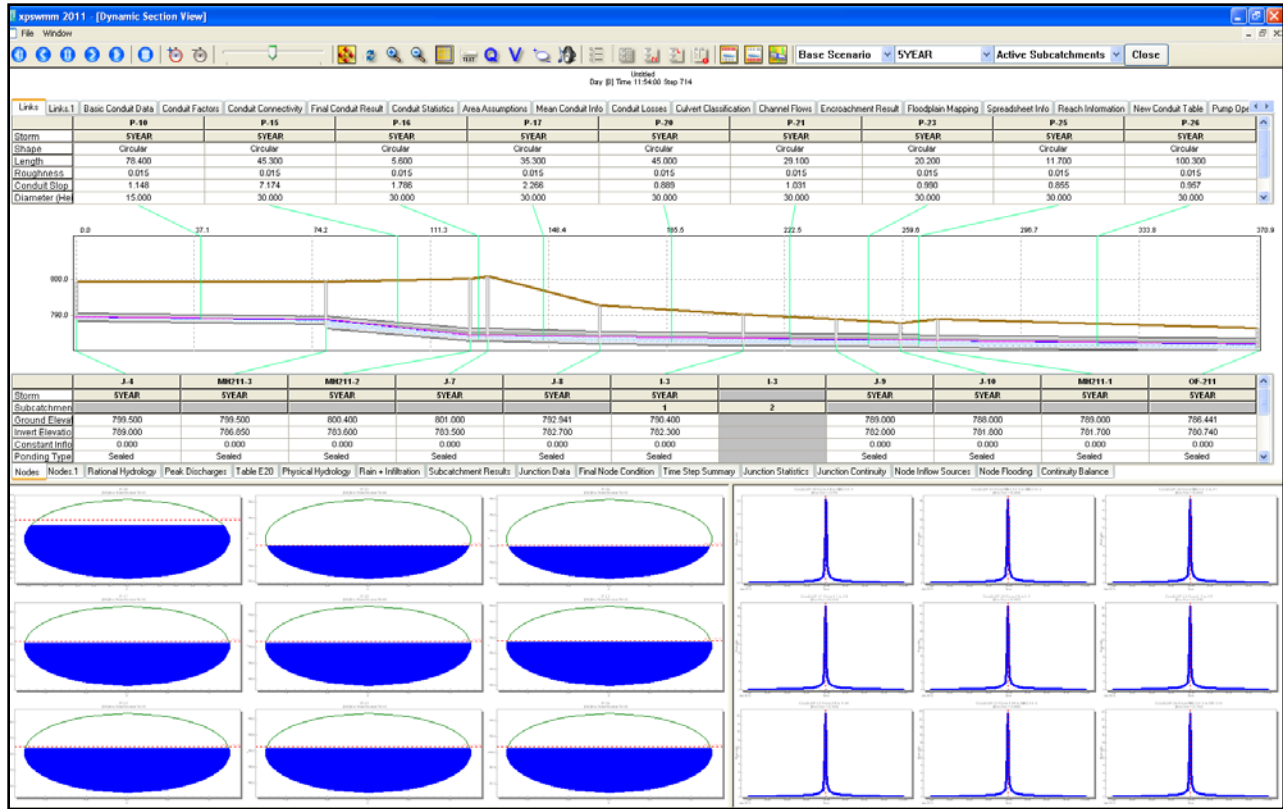 xpswmm 2011 - [Dynamic Section View]
File Window
TEXT Q V Base Scenario 5YEAR Active Subcatchments Close
Untitled
Day [0] Time 11:54:00 Step 714
Links Links.1 Basic Conduit Data Conduit Factors Conduit Connectivity Final Conduit Result Conduit Statistics Area Assumptions Mean Conduit Info Conduit Losses Culvert Classification Channel Flows Encroachment Result Floodplain Mapping Spreadsheet Info Reach Information New Conduit Table Pump Ope
P-10 P-15 P-16 P-17 P-20 P-21 P-23 P-25 P-26
Storm 5YEAR 5YEAR 5YEAR 5YEAR 5YEAR 5YEAR 5YEAR 5YEAR 5YEAR
Shape Circular Circular Circular Circular Circular Circular Circular Circular Circular
Length 78.400 45.300 5.600 35.300 45.000 29.100 20.200 11.700 100.300
Roughness 0.015 0.015 0.015 0.015 0.015 0.015 0.015 0.015 0.015
Conduit Slop 1.148 7.174 1.786 2.266 0.889 1.031 0.990 0.855 0.957
Diameter (Hei 15.000 30.000 30.000 30.000 30.000 30.000 30.000 30.000 30.000
0.0 37.1 74.2 111.3 148.4 185.5 222.5 259.6 296.7 333.8 370.9
800.0
790.0
J-4 MH211-3 MH211-2 J-7 J-8 I-3 I-3 J-9 J-10 MH211-1 OF-211
Storm 5YEAR 5YEAR 5YEAR 5YEAR 5YEAR 5YEAR 5YEAR 5YEAR 5YEAR 5YEAR
Subcatchmen 1 2
Ground Elevat 799.500 799.500 800.400 801.000 792.941 790.400 789.000 788.000 789.000 786.441
Invert Elevatio 789.000 786.850 783.600 783.500 782.700 782.300 782.000 781.800 781.700 780.740
Constant Inflo 0.000 0.000 0.000 0.000 0.000 0.000 0.000 0.000 0.000 0.000
Ponding Type Sealed Sealed Sealed Sealed Sealed Sealed Sealed Sealed Sealed Sealed
Nodes Nodes.1 Rational Hydrology Peak Discharges Table E20 Physical Hydrology Rain + Infiltration Subcatchment Results Junction Data Final Node Condition Time Step Summary Junction Statistics Junction Continuity Node Inflow Sources Node Flooding Continuity Balance